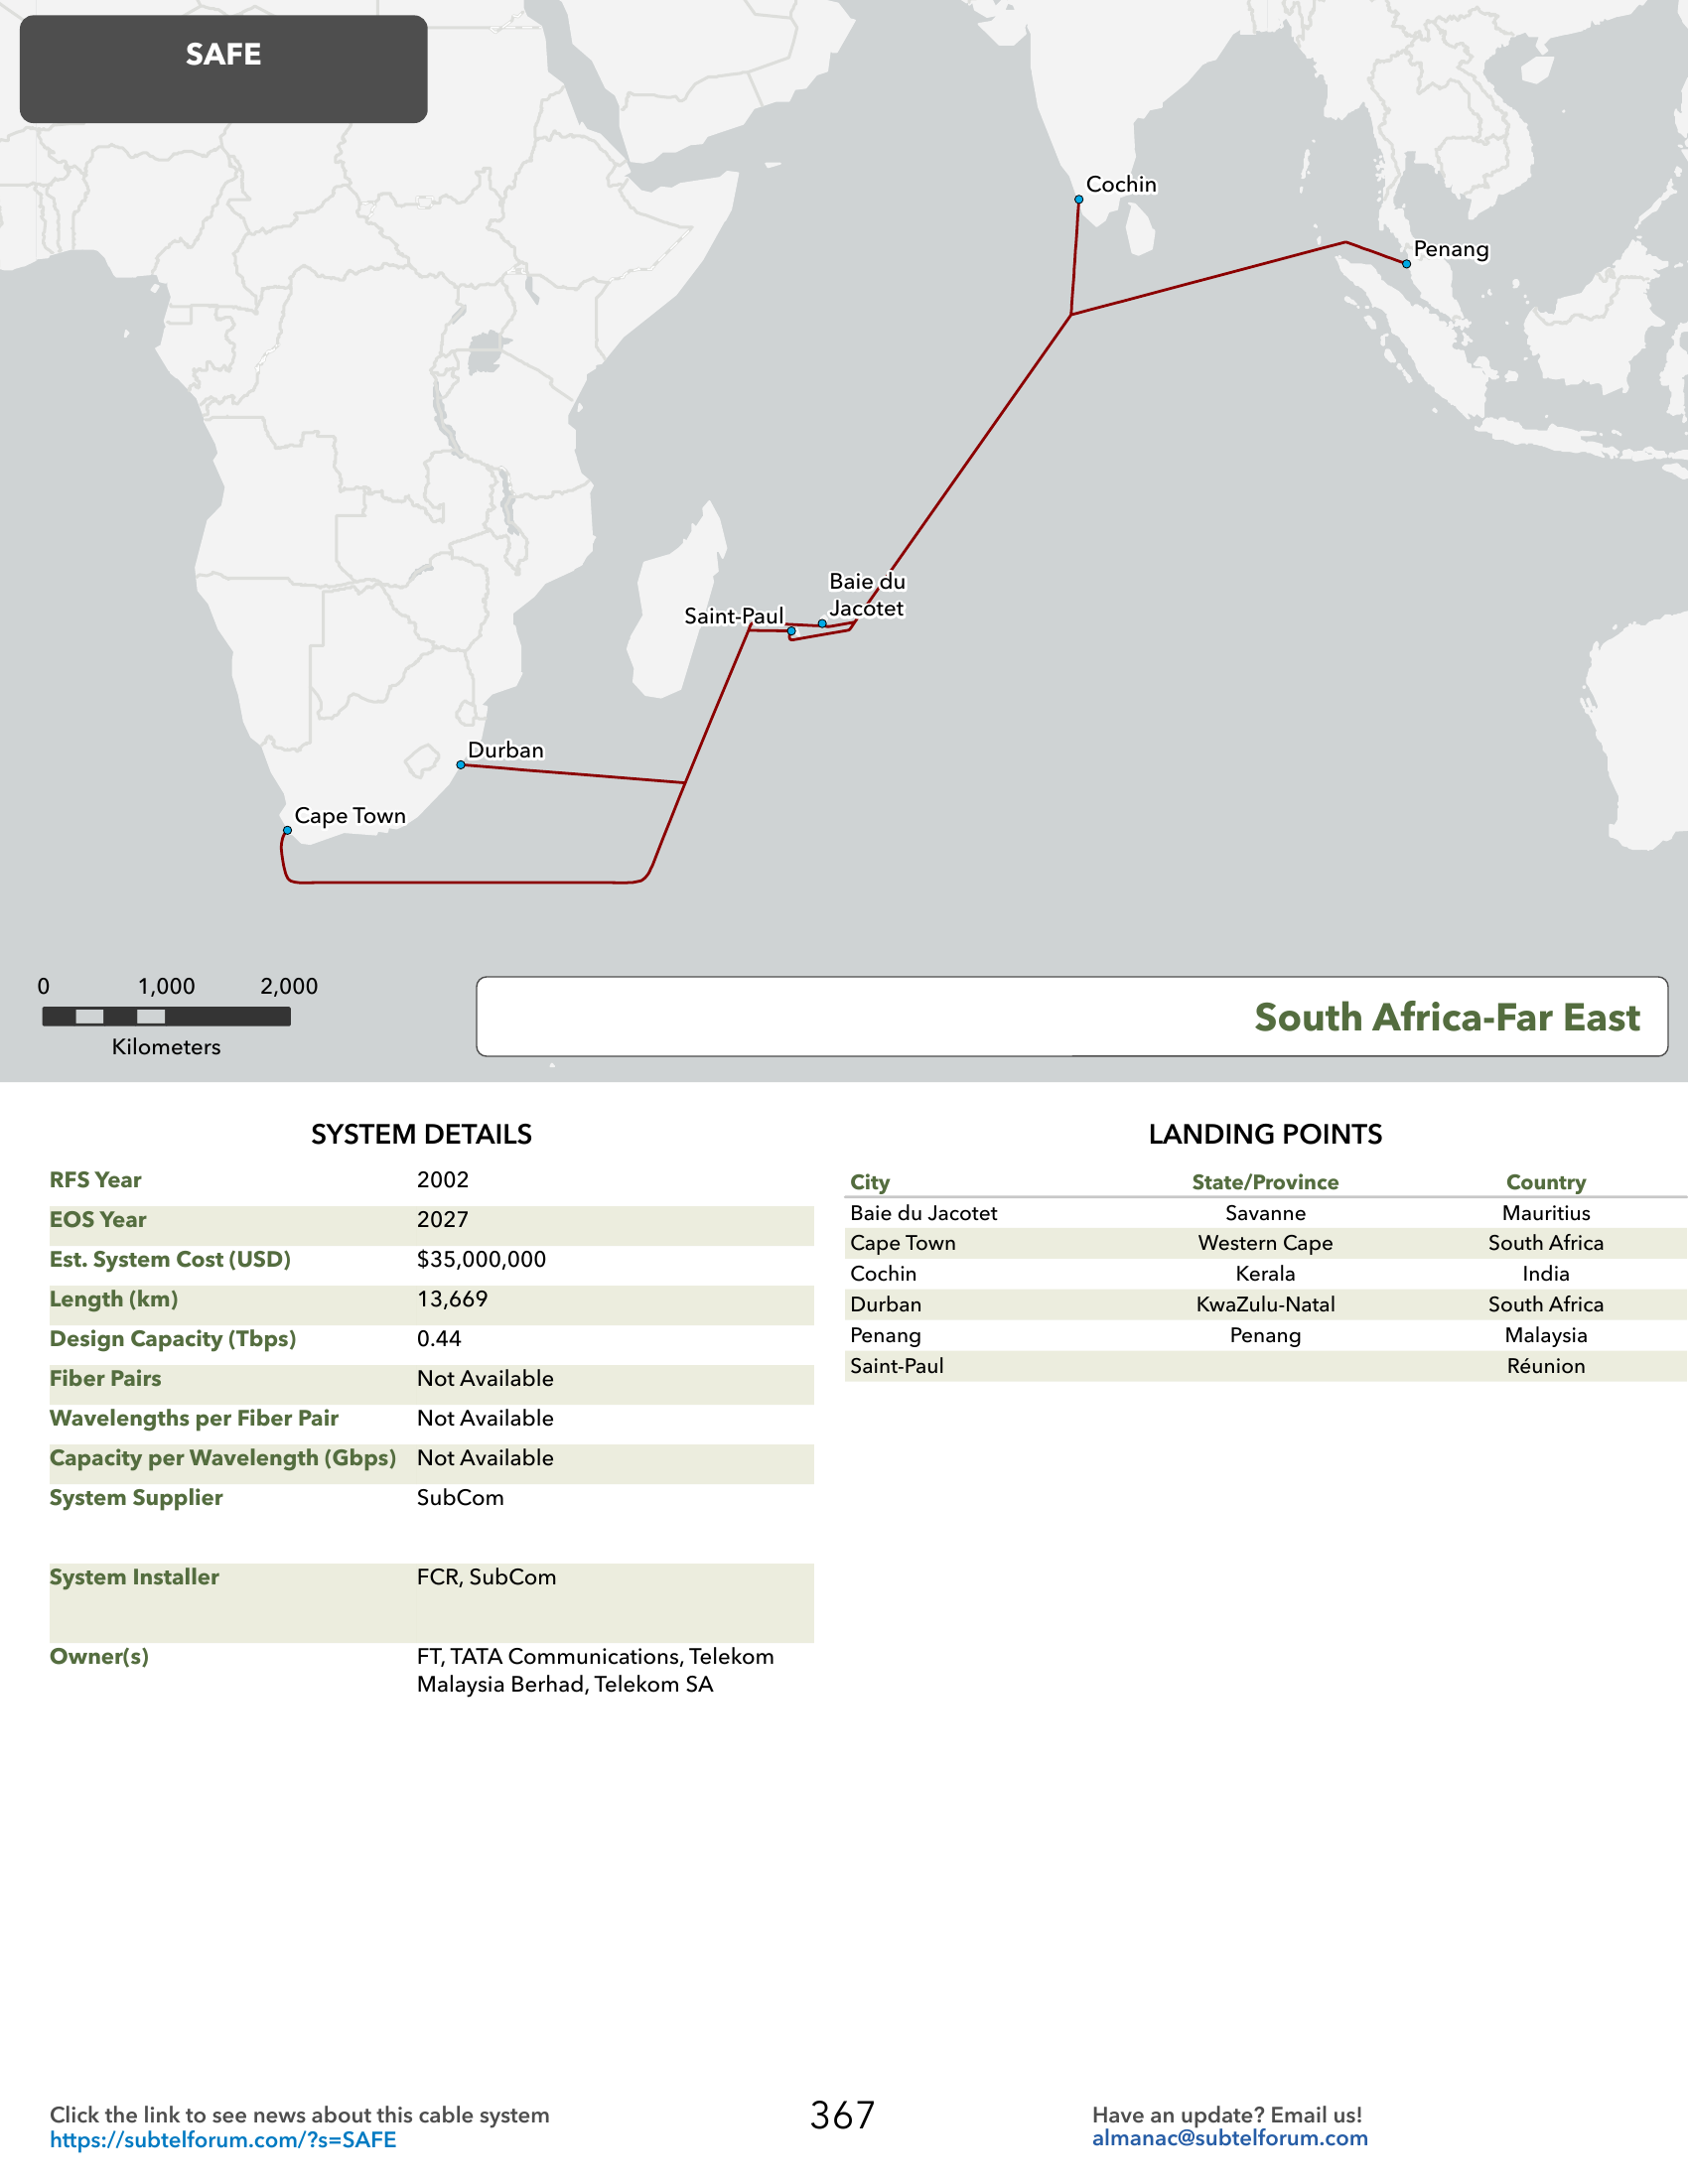 SAFE
Cochin
Penang
Baie du
Jacotet
Saint-Paul
Durban
Cape Town
0 1,000 2,000
Kilometers
South Africa-Far East
SYSTEM DETAILS
RFS Year 2002
EOS Year 2027
Est. System Cost (USD) $35,000,000
Length (km) 13,669
Design Capacity (Tbps) 0.44
Fiber Pairs Not Available
Wavelengths per Fiber Pair Not Available
Capacity per Wavelength (Gbps) Not Available
System Supplier SubCom
System Installer FCR, SubCom
Owner(s) FT, TATA Communications, Telekom
Malaysia Berhad, Telekom SA
LANDING POINTS
City State/Province Country
Baie du Jacotet Savanne Mauritius
Cape Town Western Cape South Africa
Cochin Kerala India
Durban KwaZulu-Natal South Africa
Penang Penang Malaysia
Saint-Paul Réunion
Click the link to see news about this cable system
https://subtelforum.com/?s=SAFE
367
Have an update? Email us!
almanac@subtelforum.com